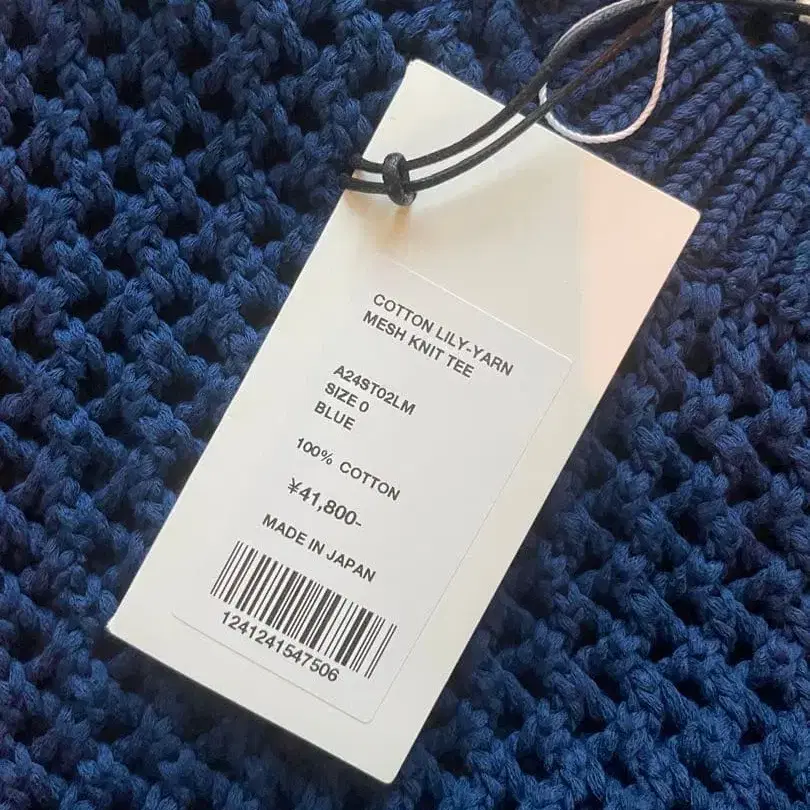 COTTON LILY-YARN
MESH KNIT TEE
A24ST02LM
SIZE 0
BLUE
100% COTTON
¥41,800-
MADE IN JAPAN
1241241547506